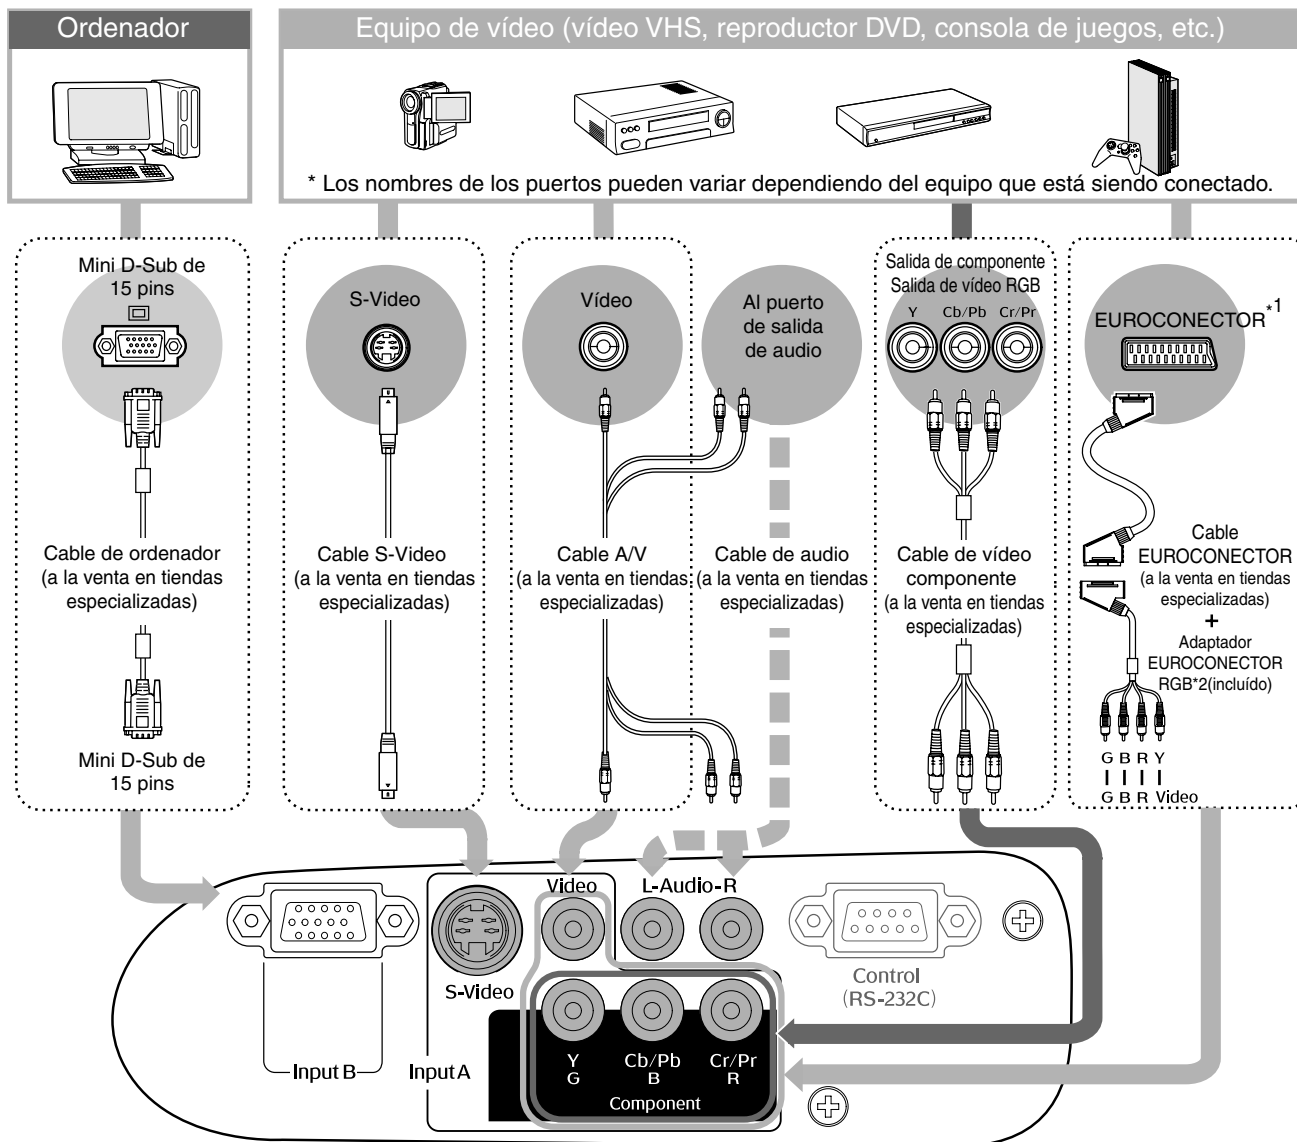 Ordenador
Equipo de vídeo (vídeo VHS, reproductor DVD, consola de juegos, etc.)
* Los nombres de los puertos pueden variar dependiendo del equipo que está siendo conectado.
Mini D-Sub de
15 pins
S-Video
Vídeo
Al puerto
de salida
de audio
Salida de componente
Salida de vídeo RGB
Y Cb/Pb Cr/Pr
EUROCONECTOR*1
Cable de ordenador
(a la venta en tiendas
especializadas)
Cable S-Video
(a la venta en tiendas
especializadas)
Cable A/V
(a la venta en tiendas
especializadas)
Cable de audio
(a la venta en tiendas
especializadas)
Cable de vídeo
componente
(a la venta en tiendas
especializadas)
Cable
EUROCONECTOR
(a la venta en tiendas
especializadas)
+
Adaptador
EUROCONECTOR
RGB*2(incluído)
Mini D-Sub de
15 pins
G B R Y
G B R Video
Video
L-Audio-R
S-Video
Control
(RS-232C)
Input B
Input A
Y Cb/Pb Cr/Pr
G B R
Component